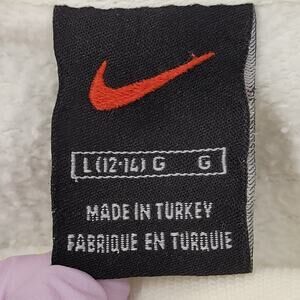 L(12-14) G G
MADE IN TURKEY
FABRIQUE EN TURQUIE